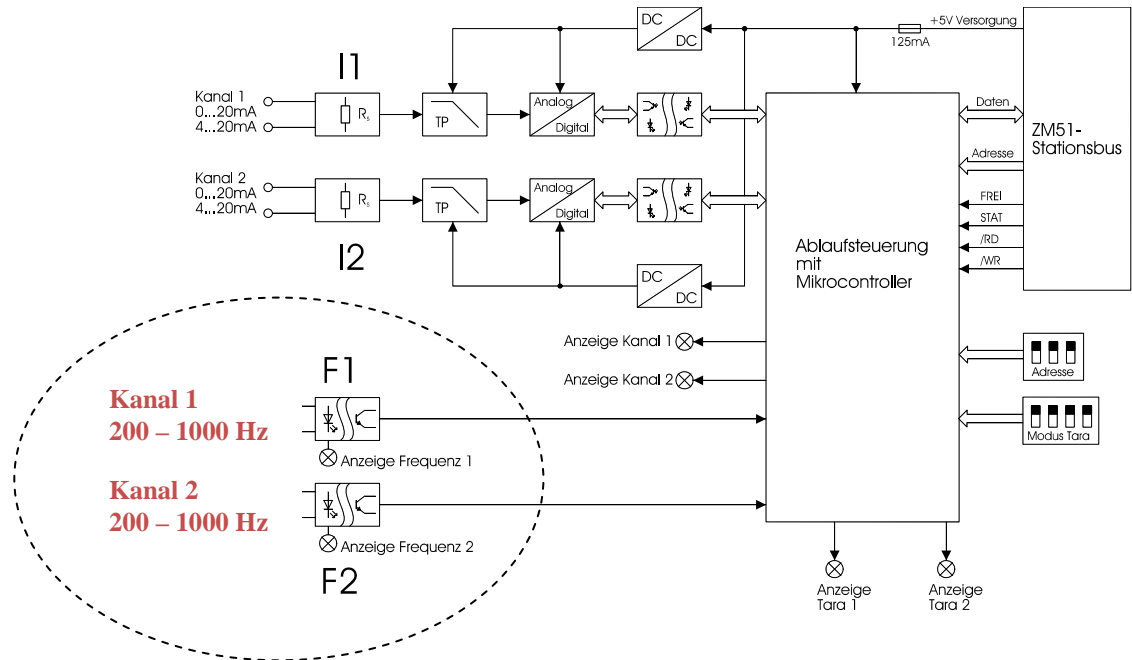 DC
DC
+5V Versorgung
125mA
I1
Kanal 1
0...20mA
4...20mA
Rs
TP
Analog
Digital
Daten
ZM51-
Stationsbus
Adresse
Kanal 2
0...20mA
4...20mA
Rs
TP
Analog
Digital
FREI
STAT
/RD
/WR
I2
Ablaufsteuerung
mit
Mikrocontroller
DC
DC
Anzeige Kanal 1
Anzeige Kanal 2
Adresse
Modus Tara
F1
Kanal 1
200 – 1000 Hz
Anzeige Frequenz 1
Kanal 2
200 – 1000 Hz
Anzeige Frequenz 2
F2
Anzeige
Tara 1
Anzeige
Tara 2